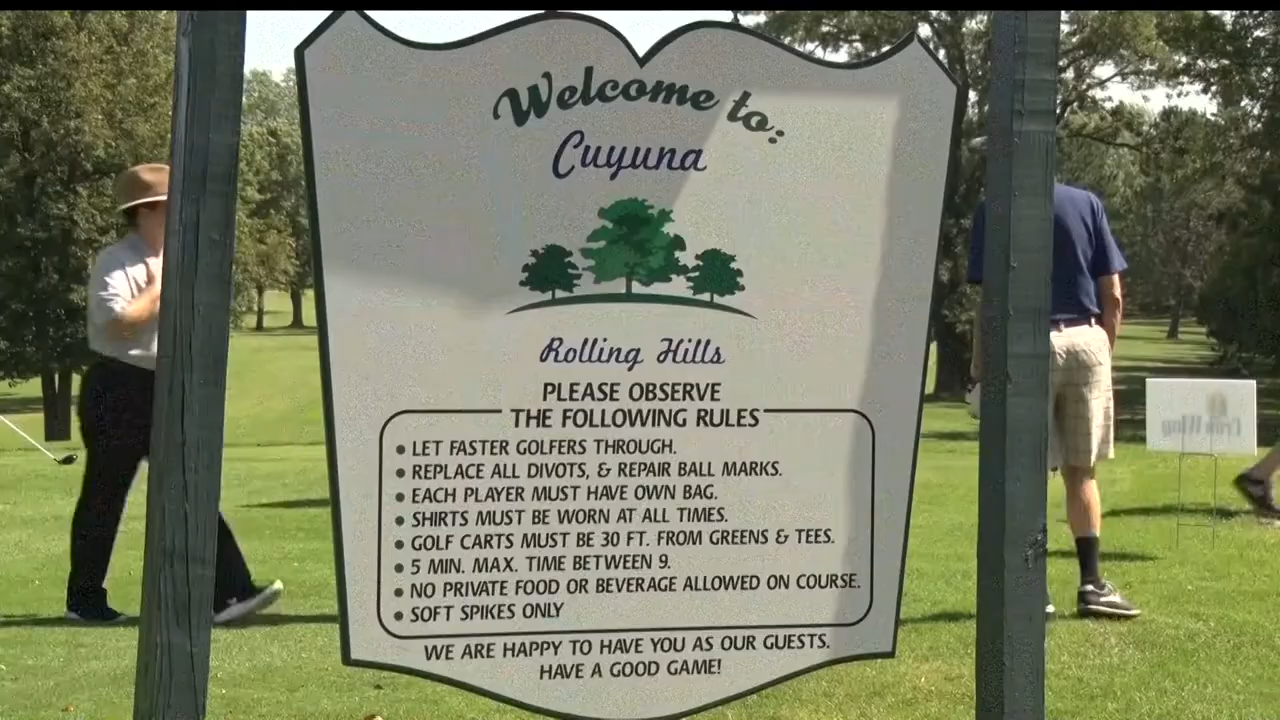 Welcome to:
Cuyuna
Rolling Hills
PLEASE OBSERVE
THE FOLLOWING RULES
• LET FASTER GOLFERS THROUGH.
• REPLACE ALL DIVOTS, & REPAIR BALL MARKS.
• EACH PLAYER MUST HAVE OWN BAG.
• SHIRTS MUST BE WORN AT ALL TIMES.
• GOLF CARTS MUST BE 30 FT. FROM GREENS & TEES.
• 5 MIN. MAX. TIME BETWEEN 9.
• NO PRIVATE FOOD OR BEVERAGE ALLOWED ON COURSE.
• SOFT SPIKES ONLY
WE ARE HAPPY TO HAVE YOU AS OUR GUESTS.
HAVE A GOOD GAME!